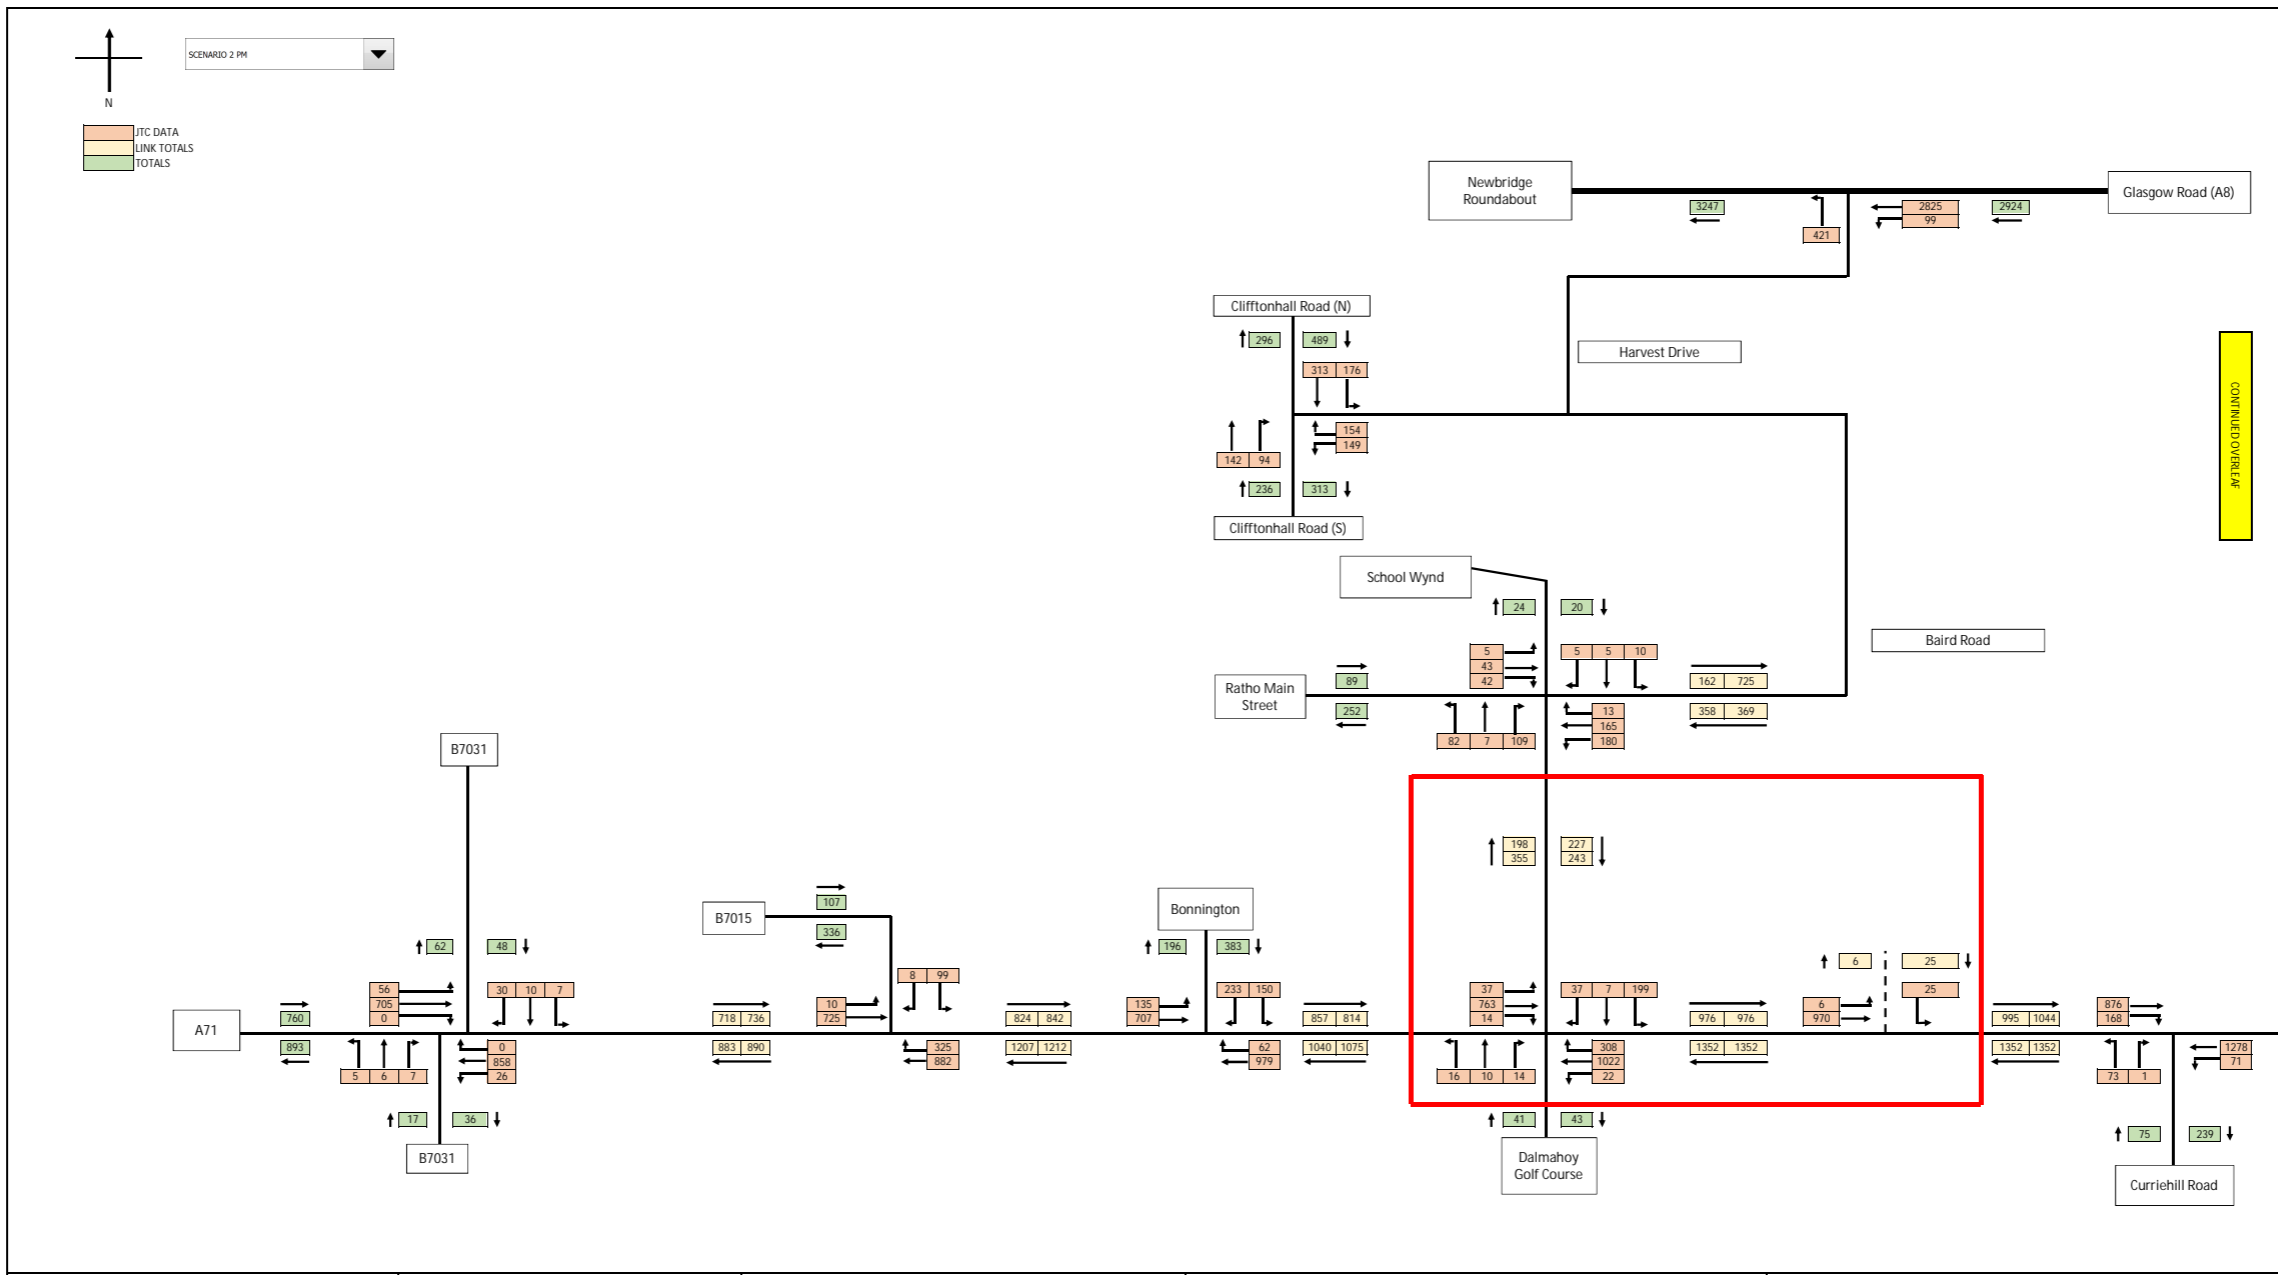 SCENARIO 2 PM
N
JTC DATA
LINK TOTALS
TOTALS
Newbridge
Roundabout
Glasgow Road (A8)
3247
421
2825
99
2924
Clifftonhall Road (N)
296
489
313 176
Harvest Drive
154
149
142 94
236
313
Clifftonhall Road (S)
CONTINUED OVERLEAF
School Wynd
24
20
Baird Road
5
43
42
5 5 10
162 725
Ratho Main
Street
89
252
358 369
82 7 109
13
165
180
B7031
198
355
227
243
B7015
107
336
Bonnington
196
383
62
48
6
25
8 99
56
705
0
30 10 7
10
725
135
707
233 150
37
763
14
37 7 199
6
970
25
A71
760
893
718 736
883 890
824 842
1207 1212
857 814
1040 1075
976 976
1352 1352
995 1044
1352 1352
876
168
5 6 7
0
858
26
325
882
62
979
16 10 14
308
1022
22
73 1
1278
71
17
36
41
43
75
239
B7031
Dalmahoy
Golf Course
Curriehill Road